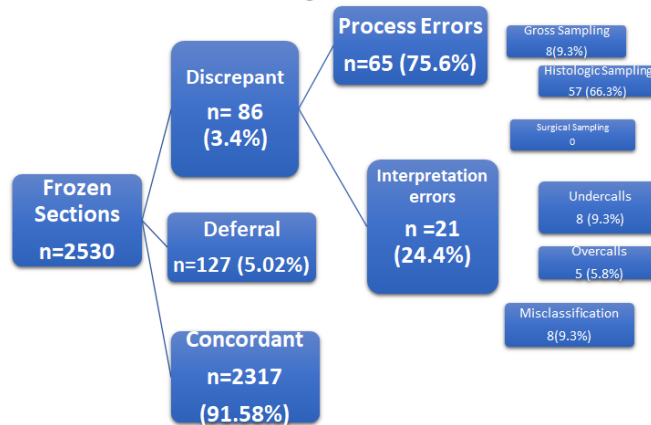 Frozen
Sections
n=2530
Discrepant
n= 86
(3.4%)
Deferral
n=127 (5.02%)
Concordant
n=2317
(91.58%)
Process Errors
n=65 (75.6%)
Interpretation
errors
n =21
(24.4%)
Gross Sampling
8(9.3%)
Histologic Sampling
57 (66.3%)
Surgical Sampling
0
Undercalls
8 (9.3%)
Overcalls
5 (5.8%)
Misclassification
8(9.3%)